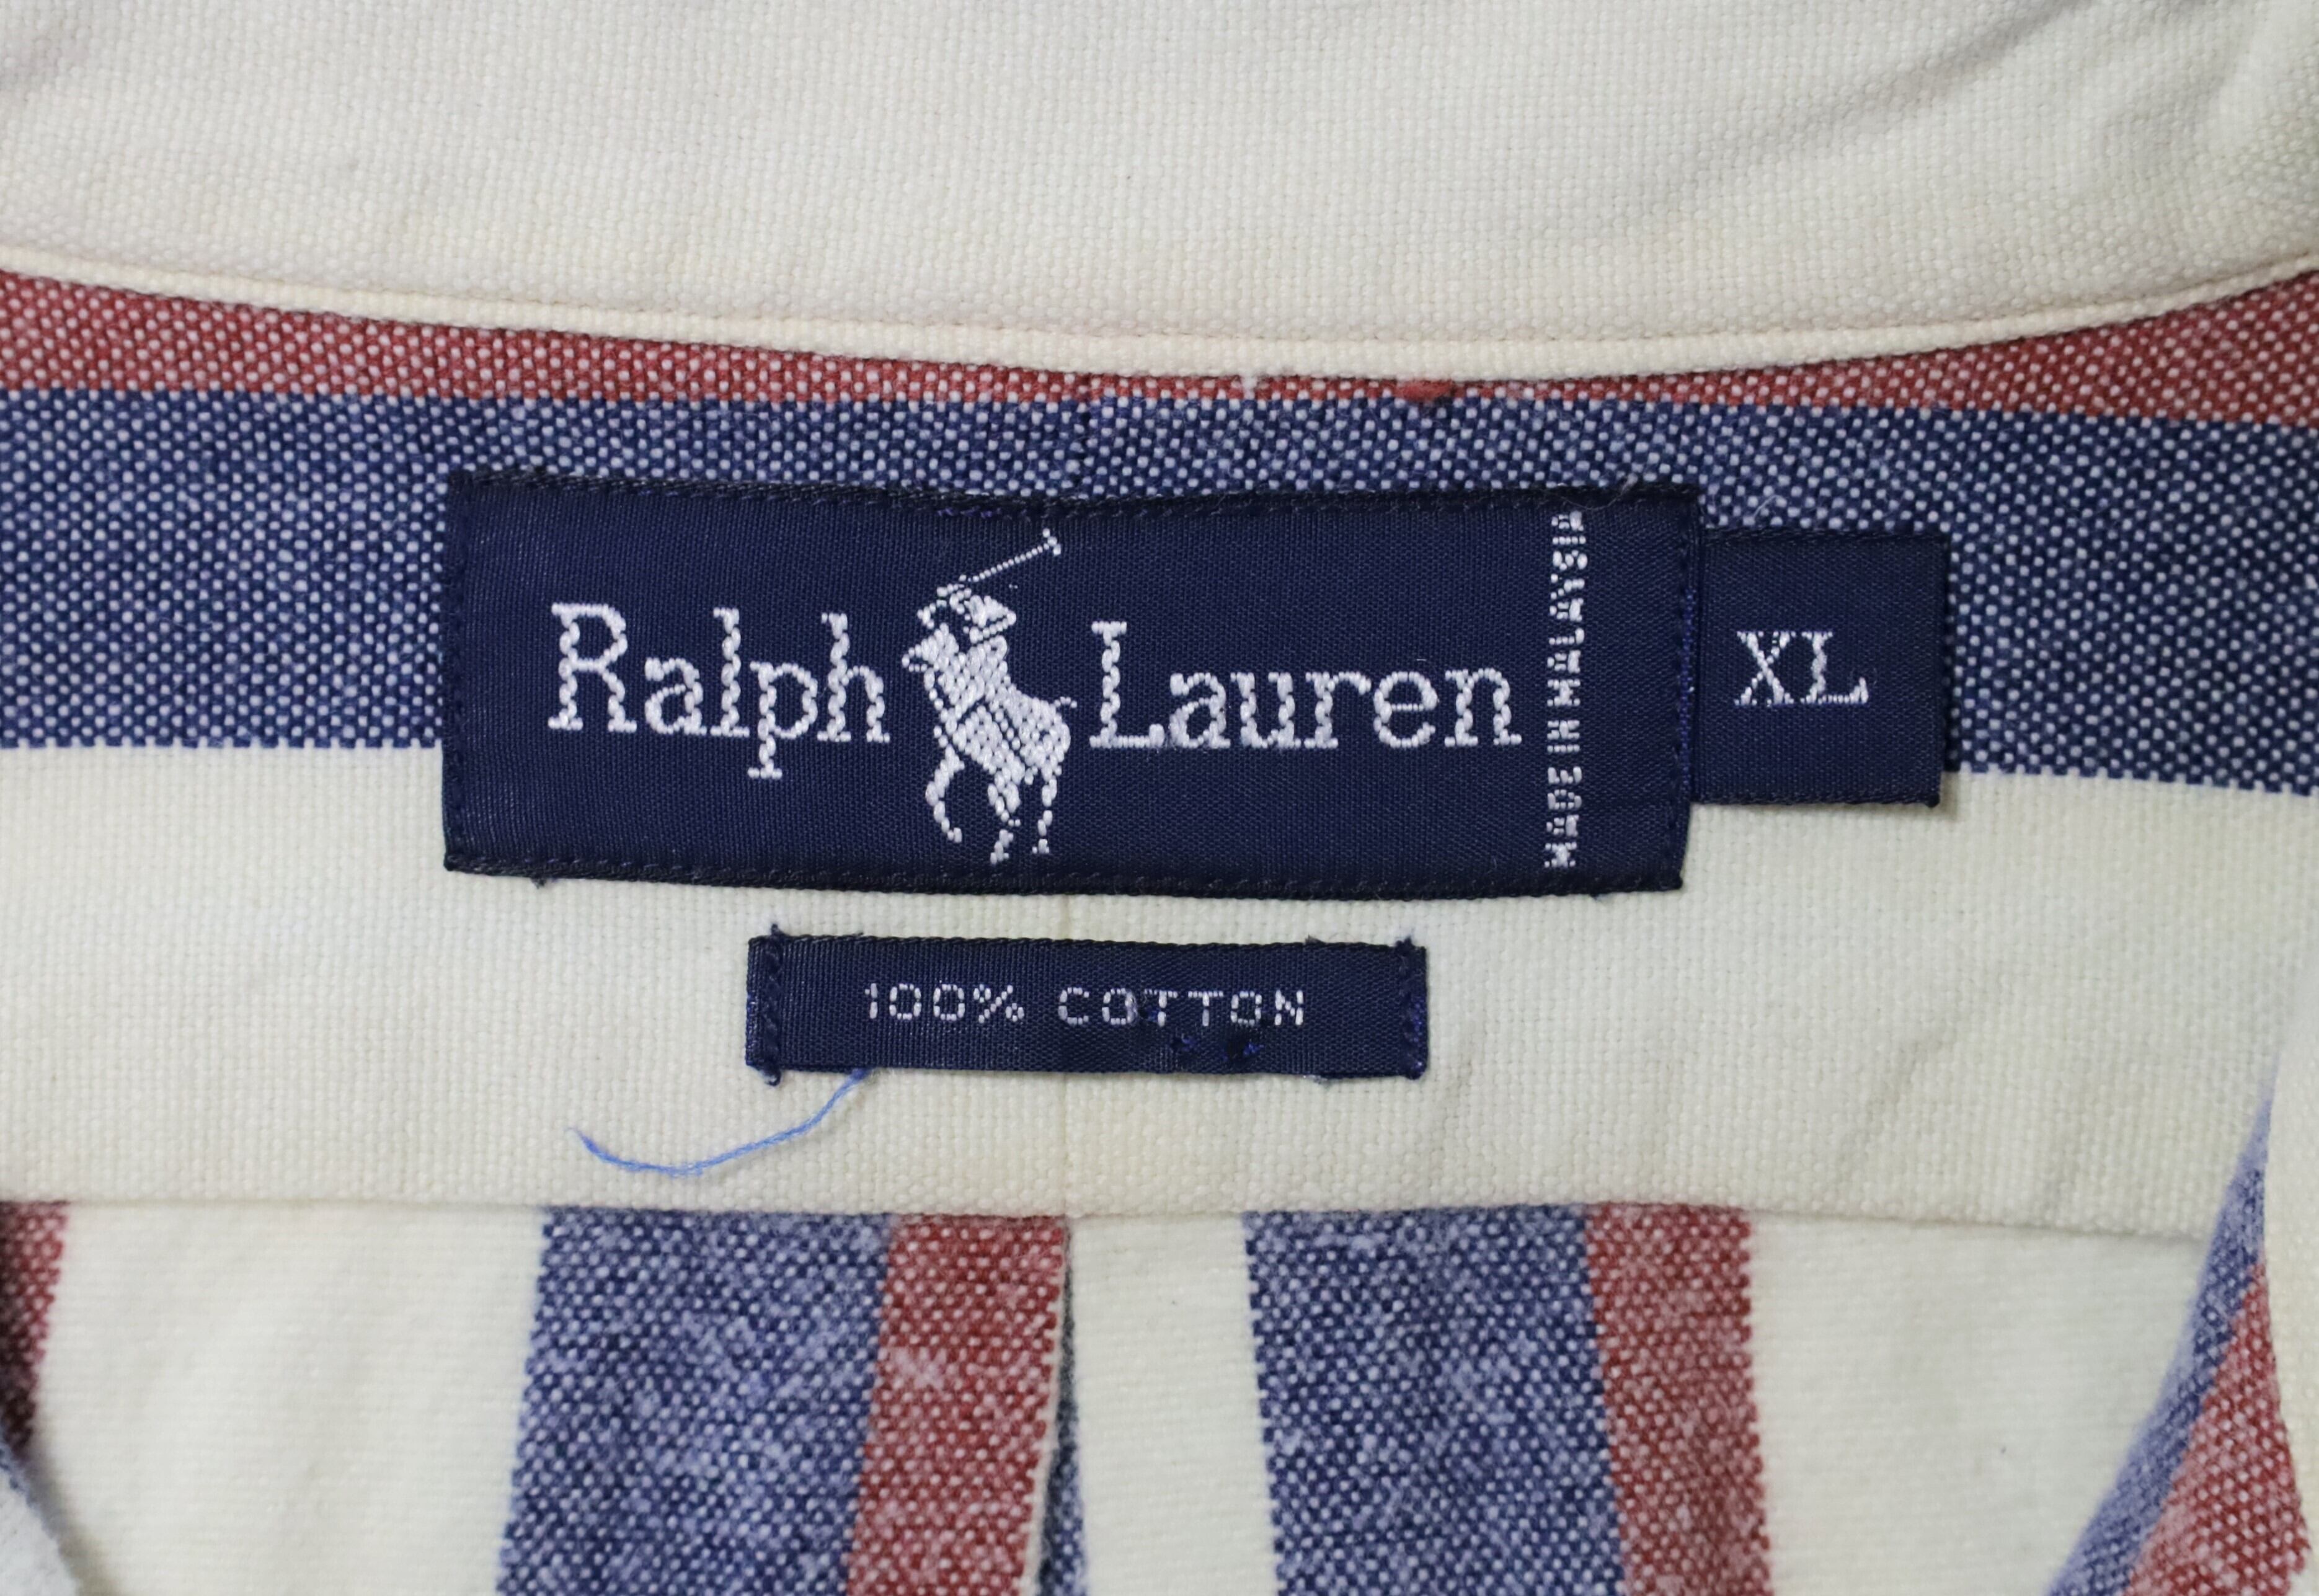 Ralph Lauren
MADE IN MALAYSIA
XL
100% COTTON